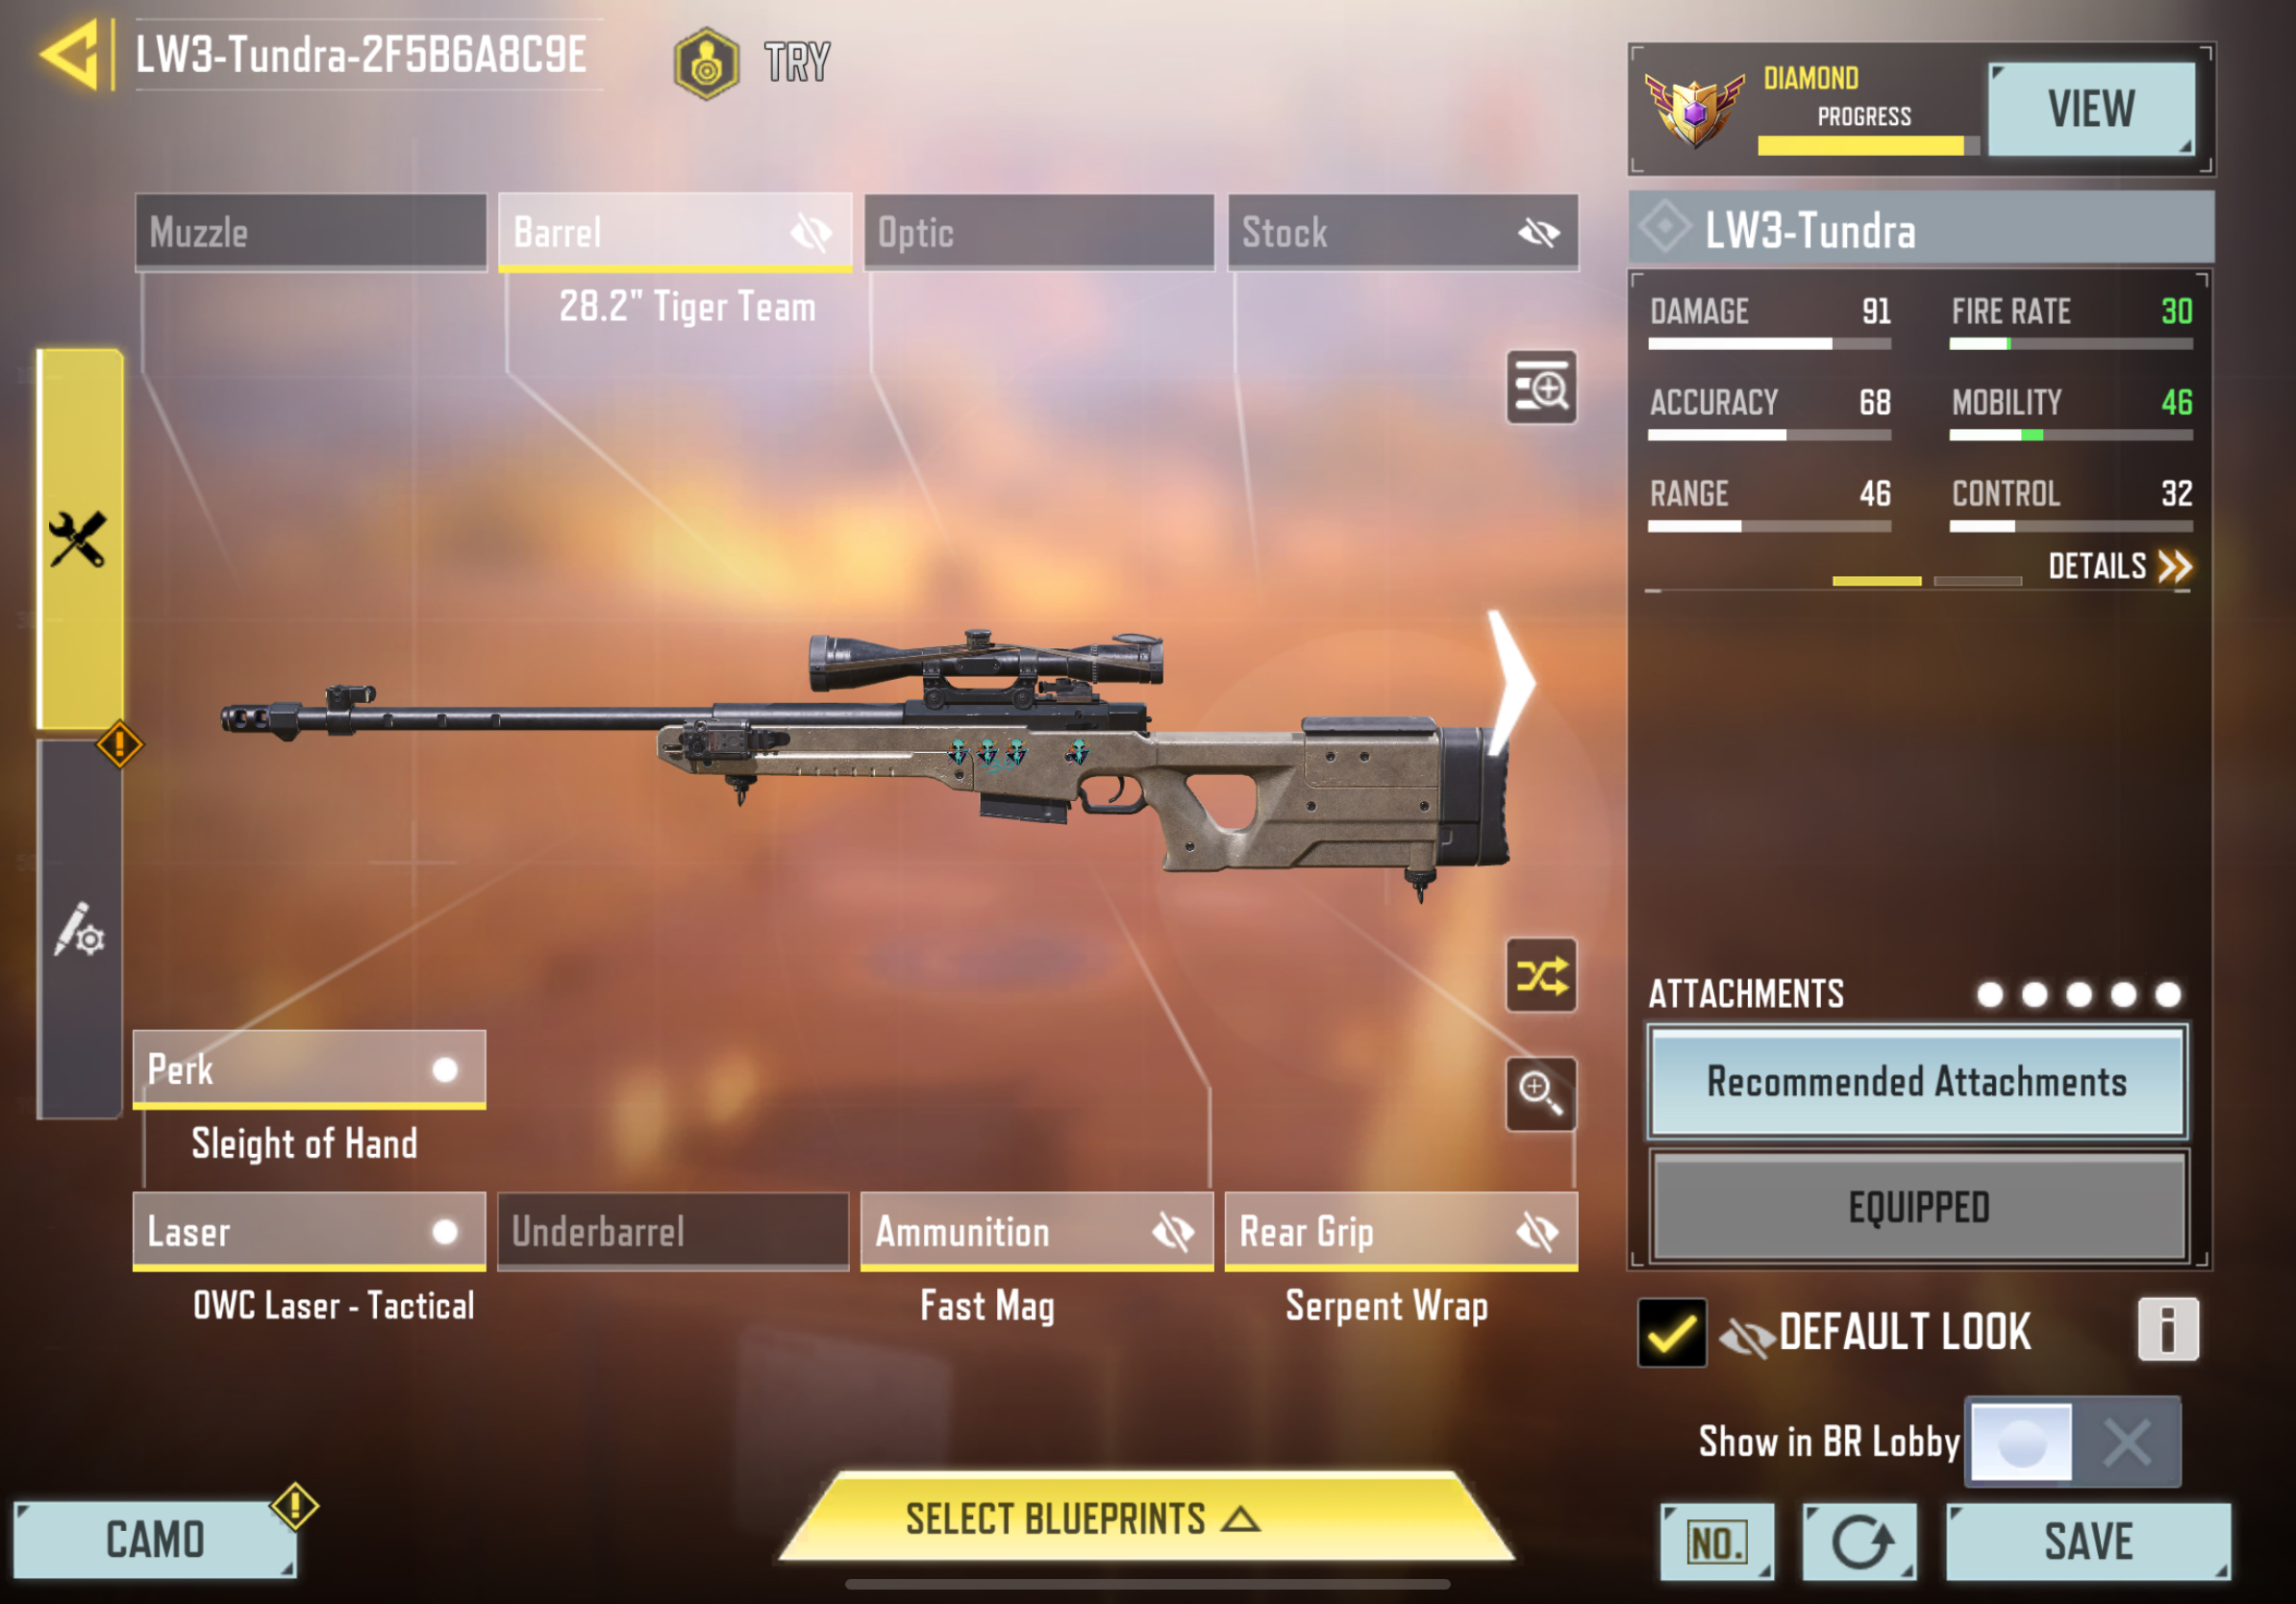 LW3-Tundra-2F5B6A8C9E
TRY
DIAMOND
PROGRESS
VIEW
Muzzle
Barrel
Optic
Stock
28.2" Tiger Team
LW3-Tundra
DAMAGE 91
FIRE RATE 30
ACCURACY 68
MOBILITY 46
RANGE 46
CONTROL 32
DETAILS
ATTACHMENTS
Recommended Attachments
EQUIPPED
Perk
Sleight of Hand
Laser
Underbarrel
Ammunition
Rear Grip
OWC Laser - Tactical
Fast Mag
Serpent Wrap
DEFAULT LOOK
Show in BR Lobby
CAMO
SELECT BLUEPRINTS
NO.
SAVE